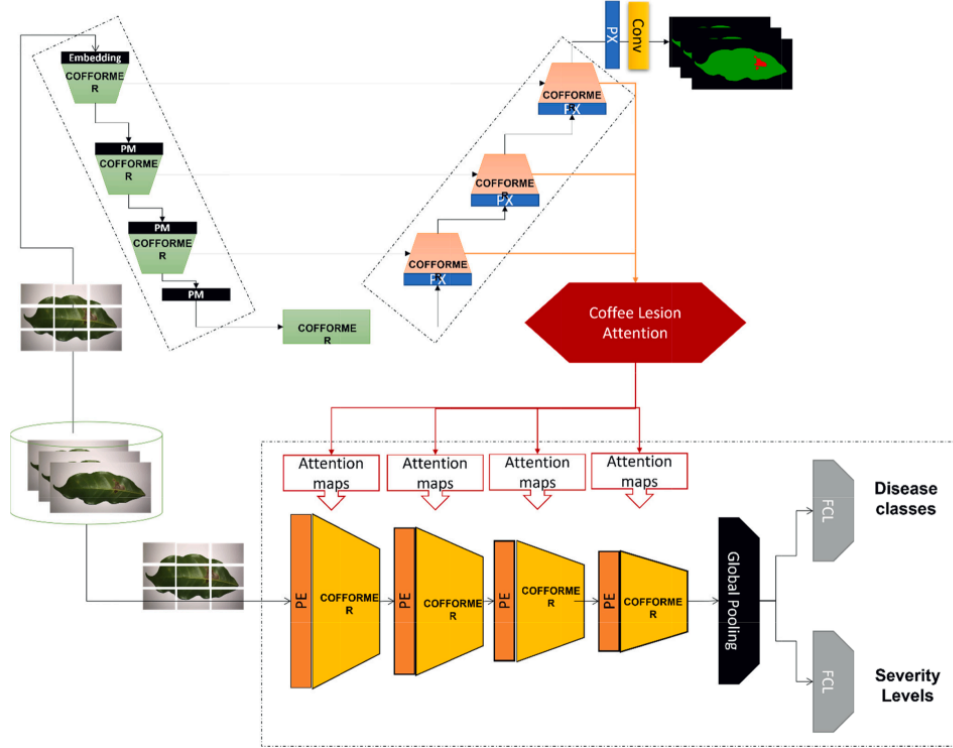 Embedding
COFFORME
R
PM
COFFORME
R
PM
COFFORME
R
PM
COFFORME
R
COFFORME
R
PX
COFFORME
R
PX
COFFORME
R
PX
PX
Conv
Coffee Lesion
Attention
Attention
maps
Attention
maps
Attention
maps
Attention
maps
PE
COFFORME
R
PE
COFFORME
R
PE
COFFORME
R
PE
COFFORME
R
Global Pooling
FCL
Disease
classes
FCL
Severity
Levels